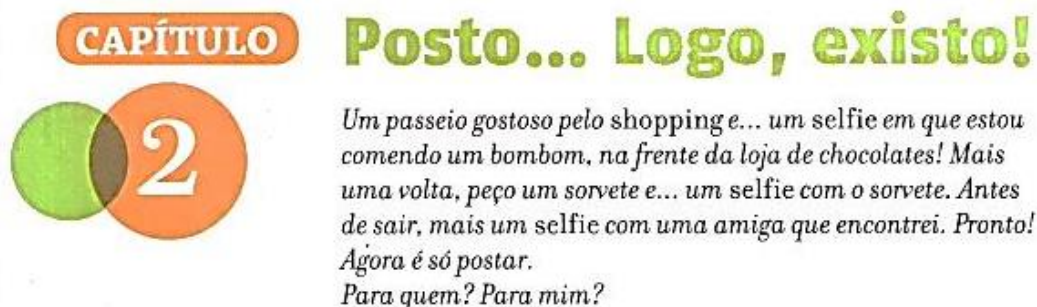 CAPÍTULO
2
Posto... Logo, existo!
Um passeio gostoso pelo shopping e... um selfie em que estou
comendo um bombom, na frente da loja de chocolates! Mais
uma volta, peço um sorvete e... um selfie com o sorvete. Antes
de sair, mais um selfie com uma amiga que encontrei. Pronto!
Agora é só postar.
Para quem? Para mim?